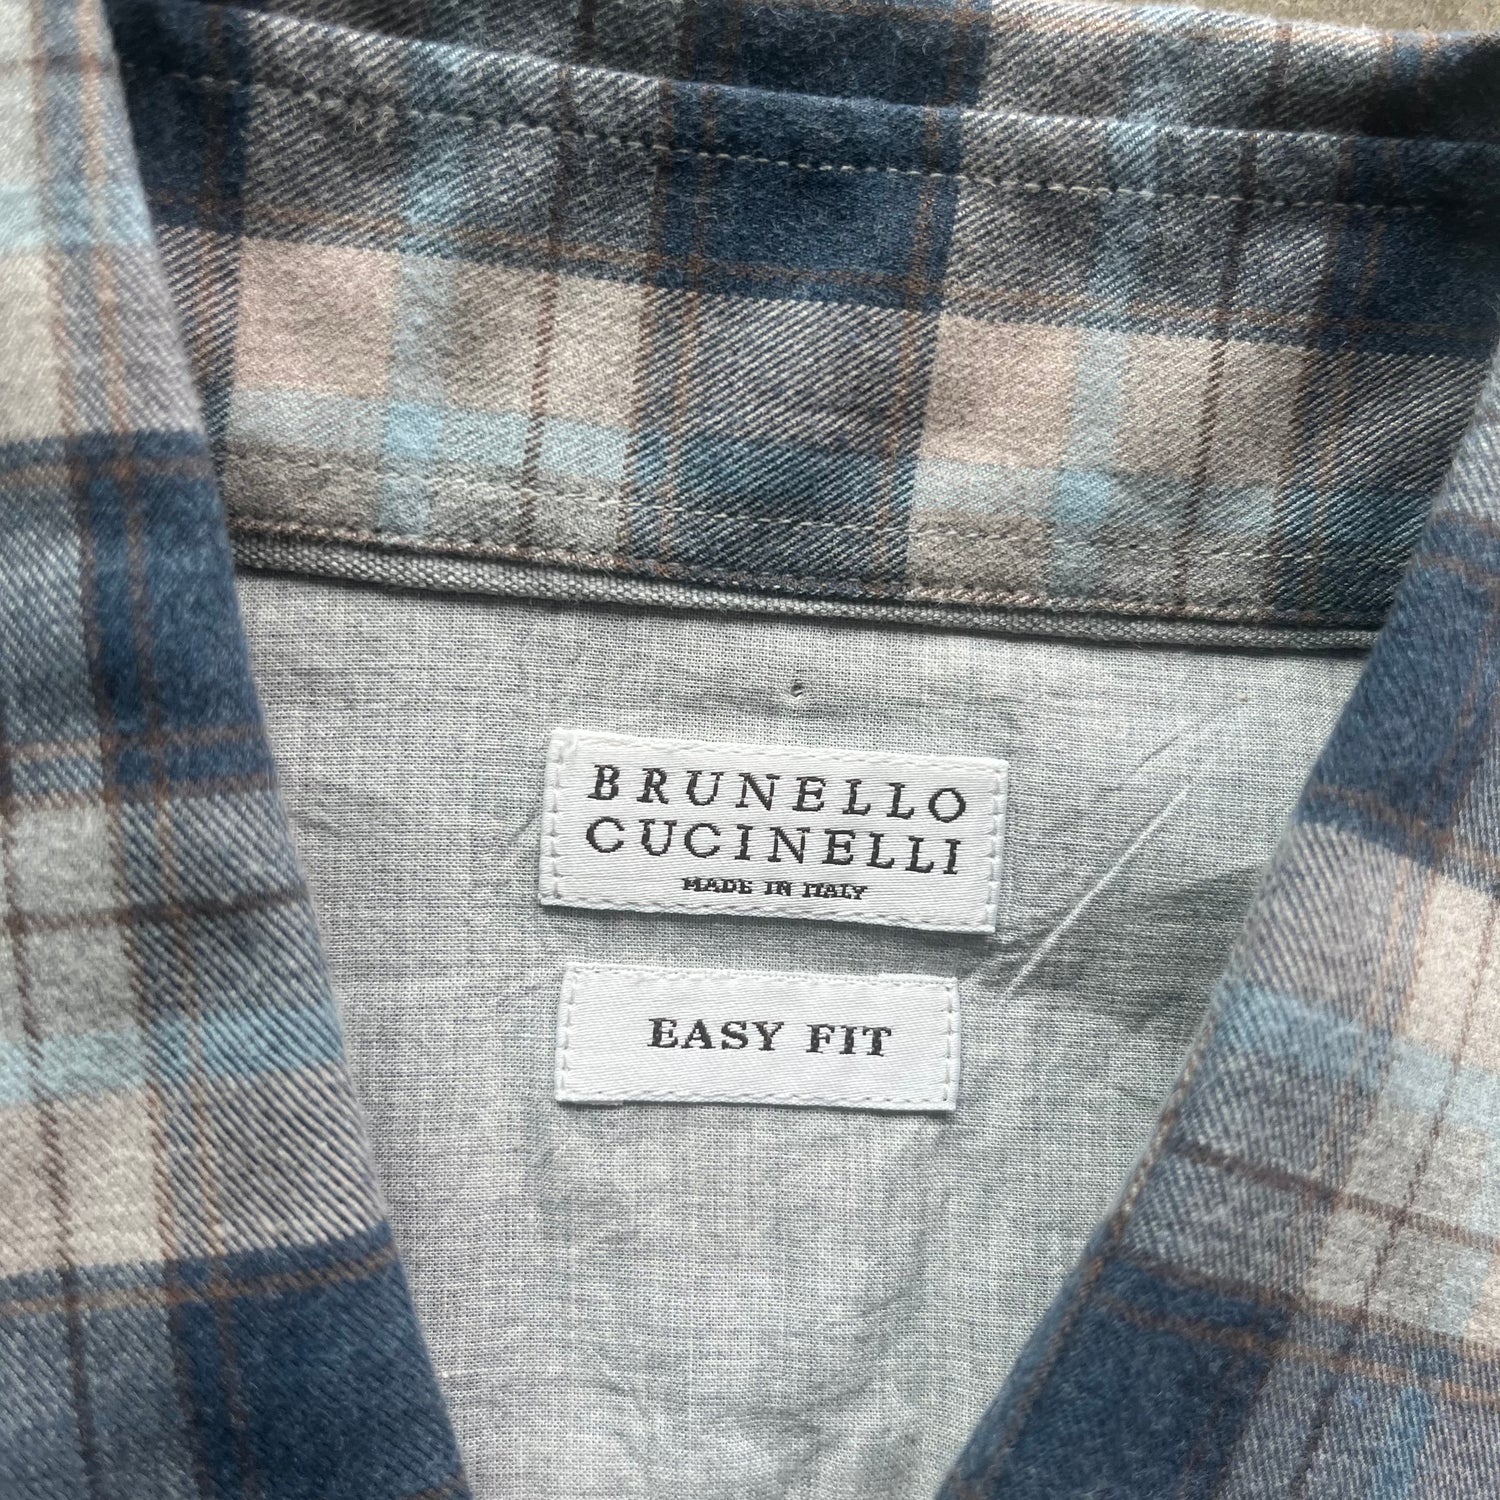 BRUNELLO
CUCINELLI
MADE IN ITALY
EASY FIT